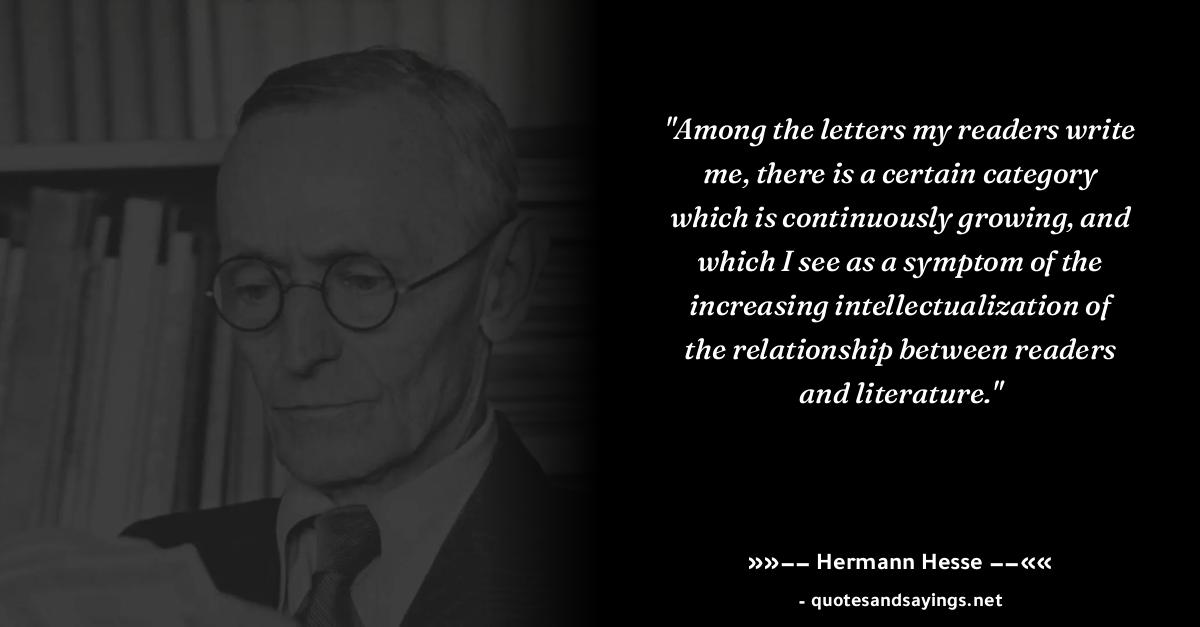 "Among the letters my readers write
me, there is a certain category
which is continuously growing, and
which I see as a symptom of the
increasing intellectualization of
the relationship between readers
and literature."
»»−− Hermann Hesse −−««
- quotesandsayings.net